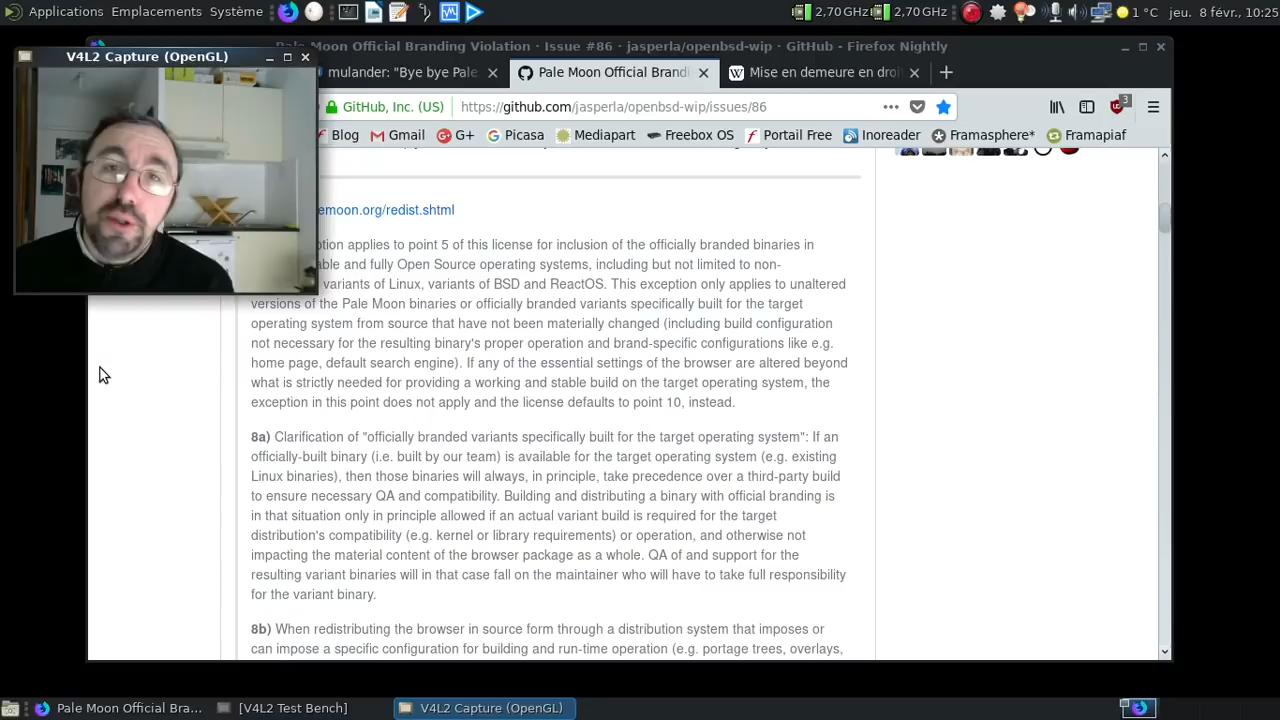 Applications Emplacements Système
2,70 GHz 2,70 GHz 1 °C jeu. 8 févr., 10:25
Pale Moon Official Branding Violation · Issue #86 · jasperla/openbsd-wip · GitHub - Firefox Nightly
V4L2 Capture (OpenGL)
mulander: "Bye bye Pale
Pale Moon Official Brandi
Mise en demeure en droi
GitHub, Inc. (US)
https://github.com/jasperla/openbsd-wip/issues/86
3
Blog Gmail G+ Picasa Mediapart Freebox OS Portail Free Inoreader Framasphere* Framapiaf
emoon.org/redist.shtml
tion applies to point 5 of this license for inclusion of the officially branded binaries in
able and fully Open Source operating systems, including but not limited to non-
variants of Linux, variants of BSD and ReactOS. This exception only applies to unaltered
versions of the Pale Moon binaries or officially branded variants specifically built for the target
operating system from source that have not been materially changed (including build configuration
not necessary for the resulting binary's proper operation and brand-specific configurations like e.g.
home page, default search engine). If any of the essential settings of the browser are altered beyond
what is strictly needed for providing a working and stable build on the target operating system, the
exception in this point does not apply and the license defaults to point 10, instead.
8a) Clarification of "officially branded variants specifically built for the target operating system": If an
officially-built binary (i.e. built by our team) is available for the target operating system (e.g. existing
Linux binaries), then those binaries will always, in principle, take precedence over a third-party build
to ensure necessary QA and compatibility. Building and distributing a binary with official branding is
in that situation only in principle allowed if an actual variant build is required for the target
distribution's compatibility (e.g. kernel or library requirements) or operation, and otherwise not
impacting the material content of the browser package as a whole. QA of and support for the
resulting variant binaries will in that case fall on the maintainer who will have to take full responsibility
for the variant binary.
8b) When redistributing the browser in source form through a distribution system that imposes or
can impose a specific configuration for building and run-time operation (e.g. portage trees, overlays,
Pale Moon Official Bra...
[V4L2 Test Bench]
V4L2 Capture (OpenGL)